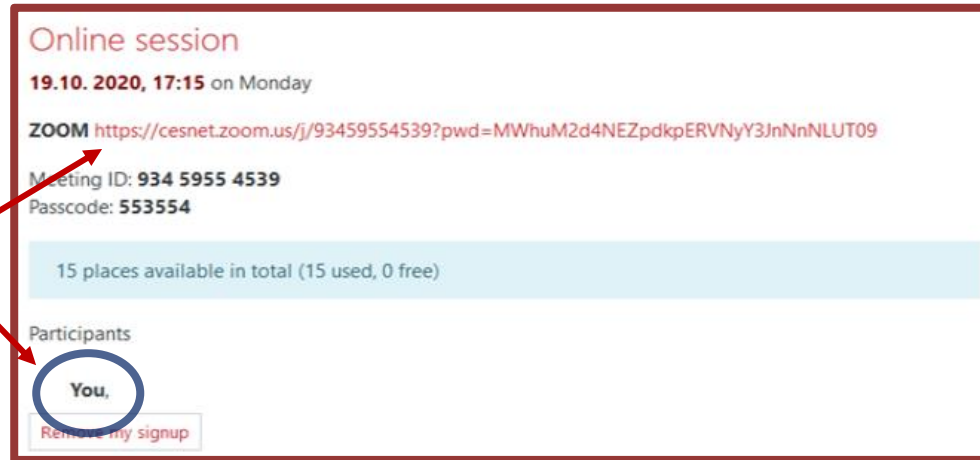 Online session
19.10. 2020, 17:15 on Monday
ZOOM https://cesnet.zoom.us/j/93459554539?pwd=MWhuM2d4NEZpdkpERVNyY3JnNnNLUT09
Meeting ID: 934 5955 4539
Passcode: 553554
15 places available in total (15 used, 0 free)
Participants
You,
Remove my signup